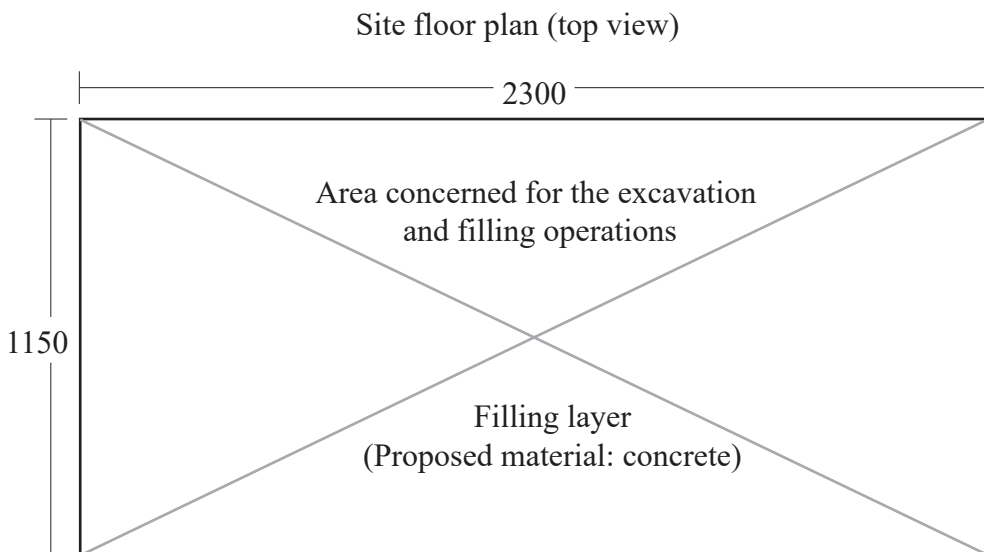 Site floor plan (top view)
2300
Area concerned for the excavation
and filling operations
1150
Filling layer
(Proposed material: concrete)